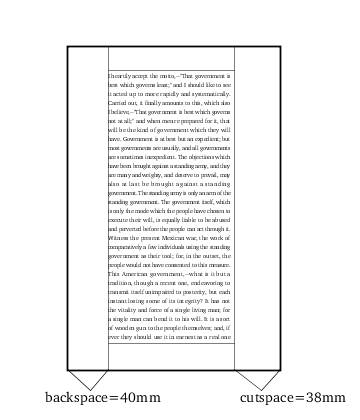 I heartily accept the motto,—"That government is
best which governs least;" and I should like to see
it acted up to more rapidly and systematically.
Carried out, it finally amounts to this, which also
I believe,—"That government is best which governs
not at all;" and when men are prepared for it, that
will be the kind of government which they will
have. Government is at best but an expedient; but
most governments are usually, and all governments
are sometimes inexpedient. The objections which
have been brought against a standing army, and they
are many and weighty, and deserve to prevail, may
also at last be brought against a standing
government. The standing army is only an arm of the
standing government. The government itself, which
is only the mode which the people have chosen to
execute their will, is equally liable to be abused
and perverted before the people can act through it.
Witness the present Mexican war, the work of
comparatively a few individuals using the standing
government as their tool; for, in the outset, the
people would not have consented to this measure.
This American government,—what is it but a
tradition, though a recent one, endeavoring to
transmit itself unimpaired to posterity, but each
instant losing some of its integrity? It has not
the vitality and force of a single living man; for
a single man can bend it to his will. It is a sort
of wooden gun to the people themselves; and, if
ever they should use it in earnest as a real one
backspace=40mm
cutspace=38mm